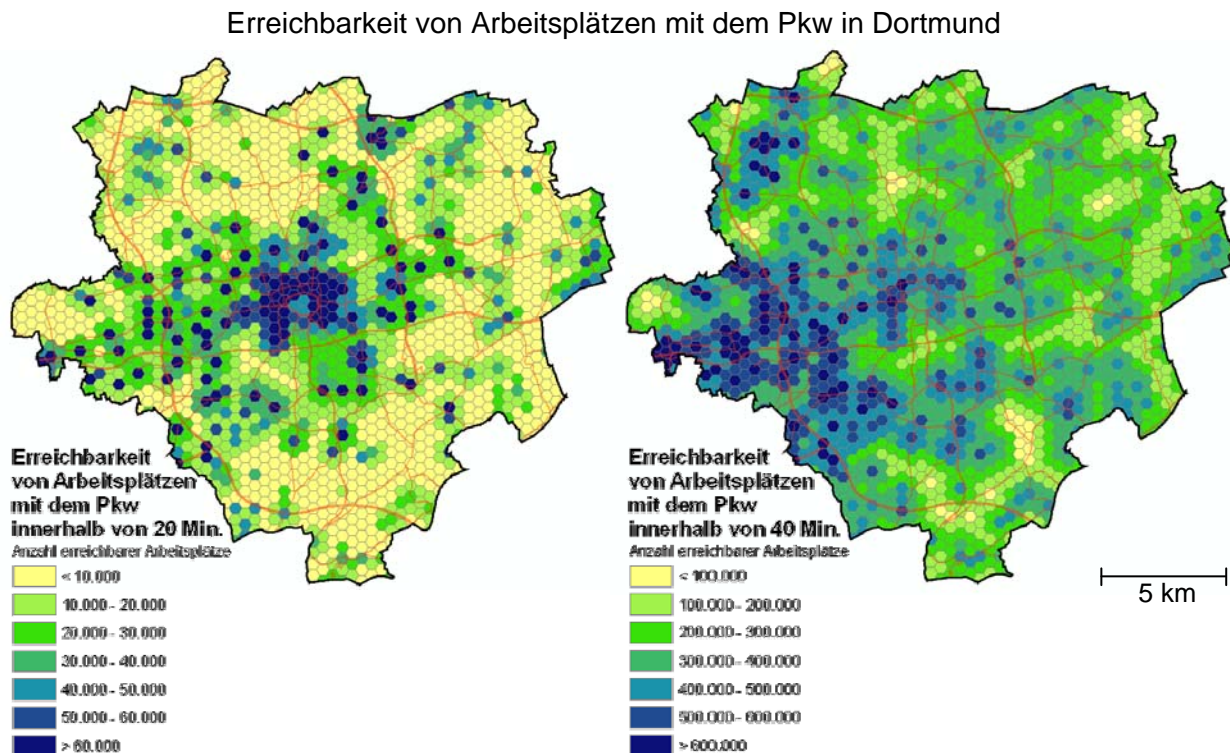 Erreichbarkeit von Arbeitsplätzen mit dem Pkw in Dortmund
Erreichbarkeit
von Arbeitsplätzen
mit dem Pkw
innerhalb von 20 Min.
Anzahl erreichbarer Arbeitsplätze
< 10.000
10.000 - 20.000
20.000 - 30.000
30.000 - 40.000
40.000 - 50.000
50.000 - 60.000
> 60.000
Erreichbarkeit
von Arbeitsplätzen
mit dem Pkw
innerhalb von 40 Min.
Anzahl erreichbarer Arbeitsplätze
< 100.000
100.000 - 200.000
200.000 - 300.000
300.000 - 400.000
400.000 - 500.000
500.000 - 600.000
> 600.000
5 km